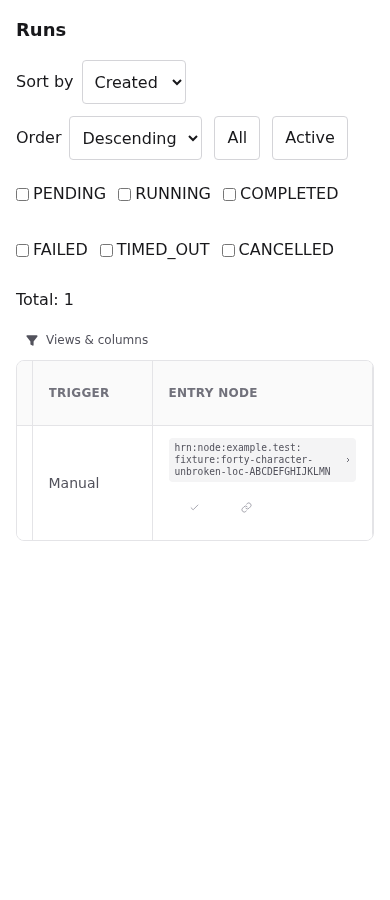 Runs
Sort by Created
Order Descending All Active
PENDING RUNNING COMPLETED
FAILED TIMED_OUT CANCELLED
Total: 1
Views & columns
TRIGGER ENTRY NODE
hrn:node:example.test:
fixture:forty-character-
unbroken-loc-ABCDEFGHIJKLMN
Manual